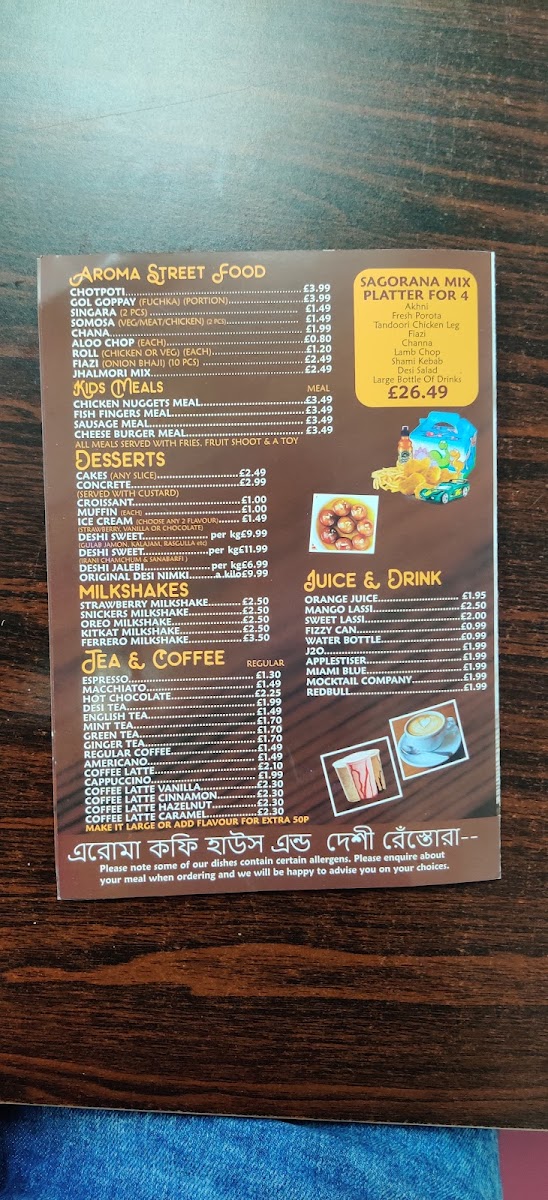 AROMA STREET FOOD
CHOTPOTI........................£3.99
GOL GOPPAY (FUCHKA) (PORTION)........................£3.99
SINGARA (2 PCS)........................£1.49
SOMOSA (VEG/MEAT/CHICKEN) (2 PCS)........................£1.49
CHANA........................£1.99
ALOO CHOP (EACH)........................£0.80
ROLL (CHICKEN OR VEG) (EACH)........................£1.20
FIAZI (ONION BHAJI) (10 PCS)........................£2.49
JHALMORI MIX........................£2.49
KIDS MEALS MEAL
CHICKEN NUGGETS MEAL........................£3.49
FISH FINGERS MEAL........................£3.49
SAUSAGE MEAL........................£3.49
CHEESE BURGER MEAL........................£3.49
ALL MEALS SERVED WITH FRIES, FRUIT SHOOT & A TOY
DESSERTS
CAKES (ANY SLICE)........................£2.49
CONCRETE........................£2.99
(SERVED WITH CUSTARD)
CROISSANT........................£1.00
MUFFIN (EACH)........................£1.00
ICE CREAM (CHOOSE ANY 2 FLAVOUR)...... £1.49
(STRAWBERRY, VANILLA OR CHOCOLATE)
DESHI SWEET........................per kg£9.99
(GULAB JAMON, KALAJAM, RASGULLA etc)
DESHI SWEET........................per kg£11.99
(IRANI CHAMCHUM & SANABARFI )
DESHI JALEBI........................per kg£6.99
ORIGINAL DESI NIMKI........a kilo£9.99
MILKSHAKES
STRAWBERRY MILKSHAKE........£2.50
SNICKERS MILKSHAKE........£2.50
OREO MILKSHAKE........£2.50
KITKAT MILKSHAKE........£2.50
FERRERO MILKSHAKE........£3.50
TEA & COFFEE REGULAR
ESPRESSO........................£1.30
MACCHIATO........................£1.49
HOT CHOCOLATE........................£2.25
DESI TEA........................£1.99
ENGLISH TEA........................£1.49
MINT TEA........................£1.70
GREEN TEA........................£1.70
GINGER TEA........................£1.70
REGULAR COFFEE........................£1.49
AMERICANO........................£1.49
COFFEE LATTE........................£2.10
CAPPUCCINO........................£1.99
COFFEE LATTE VANILLA........................£2.30
COFFEE LATTE CINNAMON........................£2.30
COFFEE LATTE HAZELNUT........................£2.30
COFFEE LATTE CARAMEL........................£2.30
MAKE IT LARGE OR ADD FLAVOUR FOR EXTRA 50P
SAGORANA MIX
PLATTER FOR 4
Akhni
Fresh Porota
Tandoori Chicken Leg
Fiazi
Channa
Lamb Chop
Shami Kebab
Desi Salad
Large Bottle Of Drinks
£26.49
JUICE & DRINK
ORANGE JUICE........................£1.95
MANGO LASSI........................£2.50
SWEET LASSI........................£2.00
FIZZY CAN........................£0.99
WATER BOTTLE........................£0.99
J2O........................£1.99
APPLESTISER........................£1.99
MIAMI BLUE........................£1.99
MOCKTAIL COMPANY........................£1.99
REDBULL........................£1.99
এরোমা কফি হাউস এন্ড দেশী রেঁস্তোরা--
Please note some of our dishes contain certain allergens. Please enquire about
your meal when ordering and we will be happy to advise you on your choices.